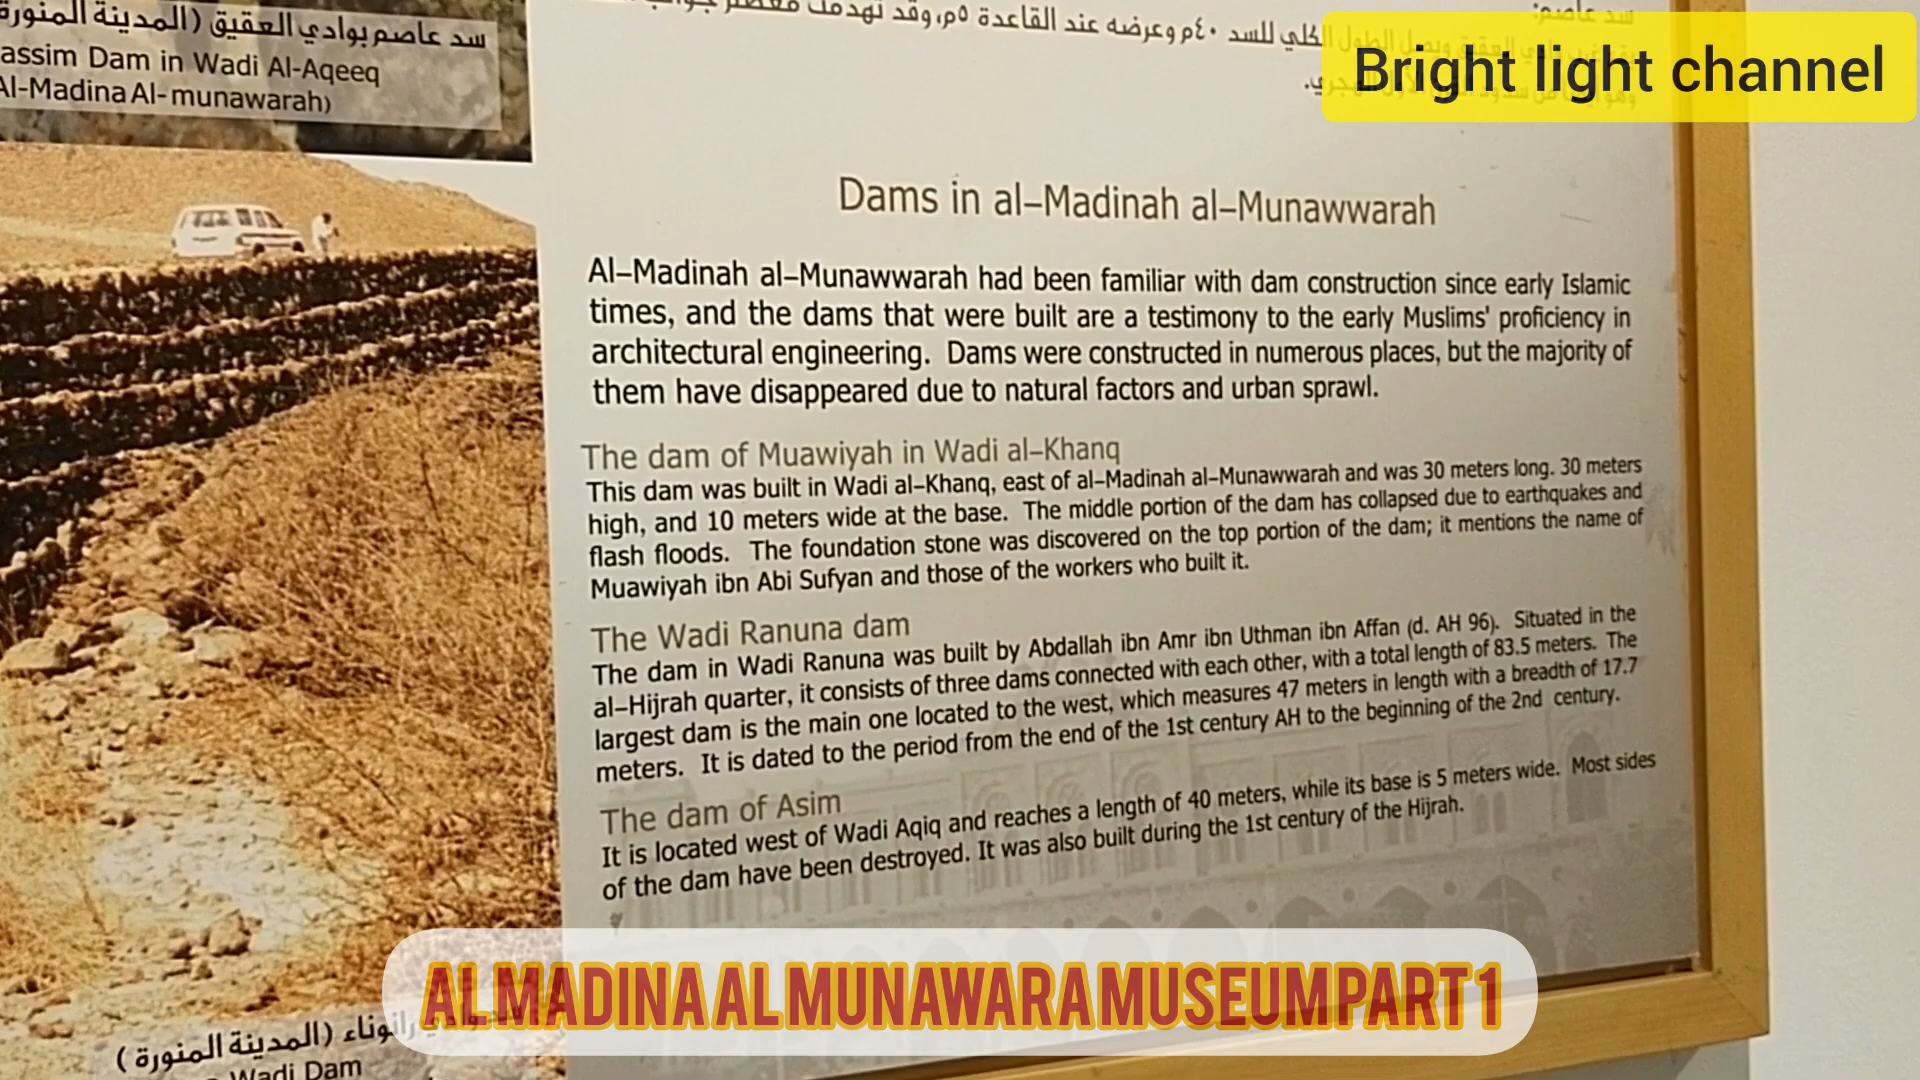 سد عاصم بوادي العقيق (المدينة المنورة
assim Dam in Wadi Al-Aqeeq
Al-Madina Al-munawarah)
سد عاصم:
الكلي للسد ٤٠م وعرضه عند القاعدة ٥م، وقد تهدمت معظم
Bright light channel
Dams in al-Madinah al-Munawwarah
Al-Madinah al-Munawwarah had been familiar with dam construction since early Islamic
times, and the dams that were built are a testimony to the early Muslims' proficiency in
architectural engineering. Dams were constructed in numerous places, but the majority of
them have disappeared due to natural factors and urban sprawl.
The dam of Muawiyah in Wadi al-Khanq
This dam was built in Wadi al-Khanq, east of al-Madinah al-Munawwarah and was 30 meters long. 30 meters
high, and 10 meters wide at the base. The middle portion of the dam has collapsed due to earthquakes and
flash floods. The foundation stone was discovered on the top portion of the dam; it mentions the name of
Muawiyah ibn Abi Sufyan and those of the workers who built it.
The Wadi Ranuna dam
The dam in Wadi Ranuna was built by Abdallah ibn Amr ibn Uthman ibn Affan (d. AH 96). Situated in the
al-Hijrah quarter, it consists of three dams connected with each other, with a total length of 83.5 meters. The
largest dam is the main one located to the west, which measures 47 meters in length with a breadth of 17.7
meters. It is dated to the period from the end of the 1st century AH to the beginning of the 2nd century.
The dam of Asim
It is located west of Wadi Aqiq and reaches a length of 40 meters, while its base is 5 meters wide. Most sides
of the dam have been destroyed. It was also built during the 1st century of the Hijrah.
رانوناء (المدينة المنورة)
Wadi Dam
AL MADINA AL MUNAWARA MUSEUM PART 1